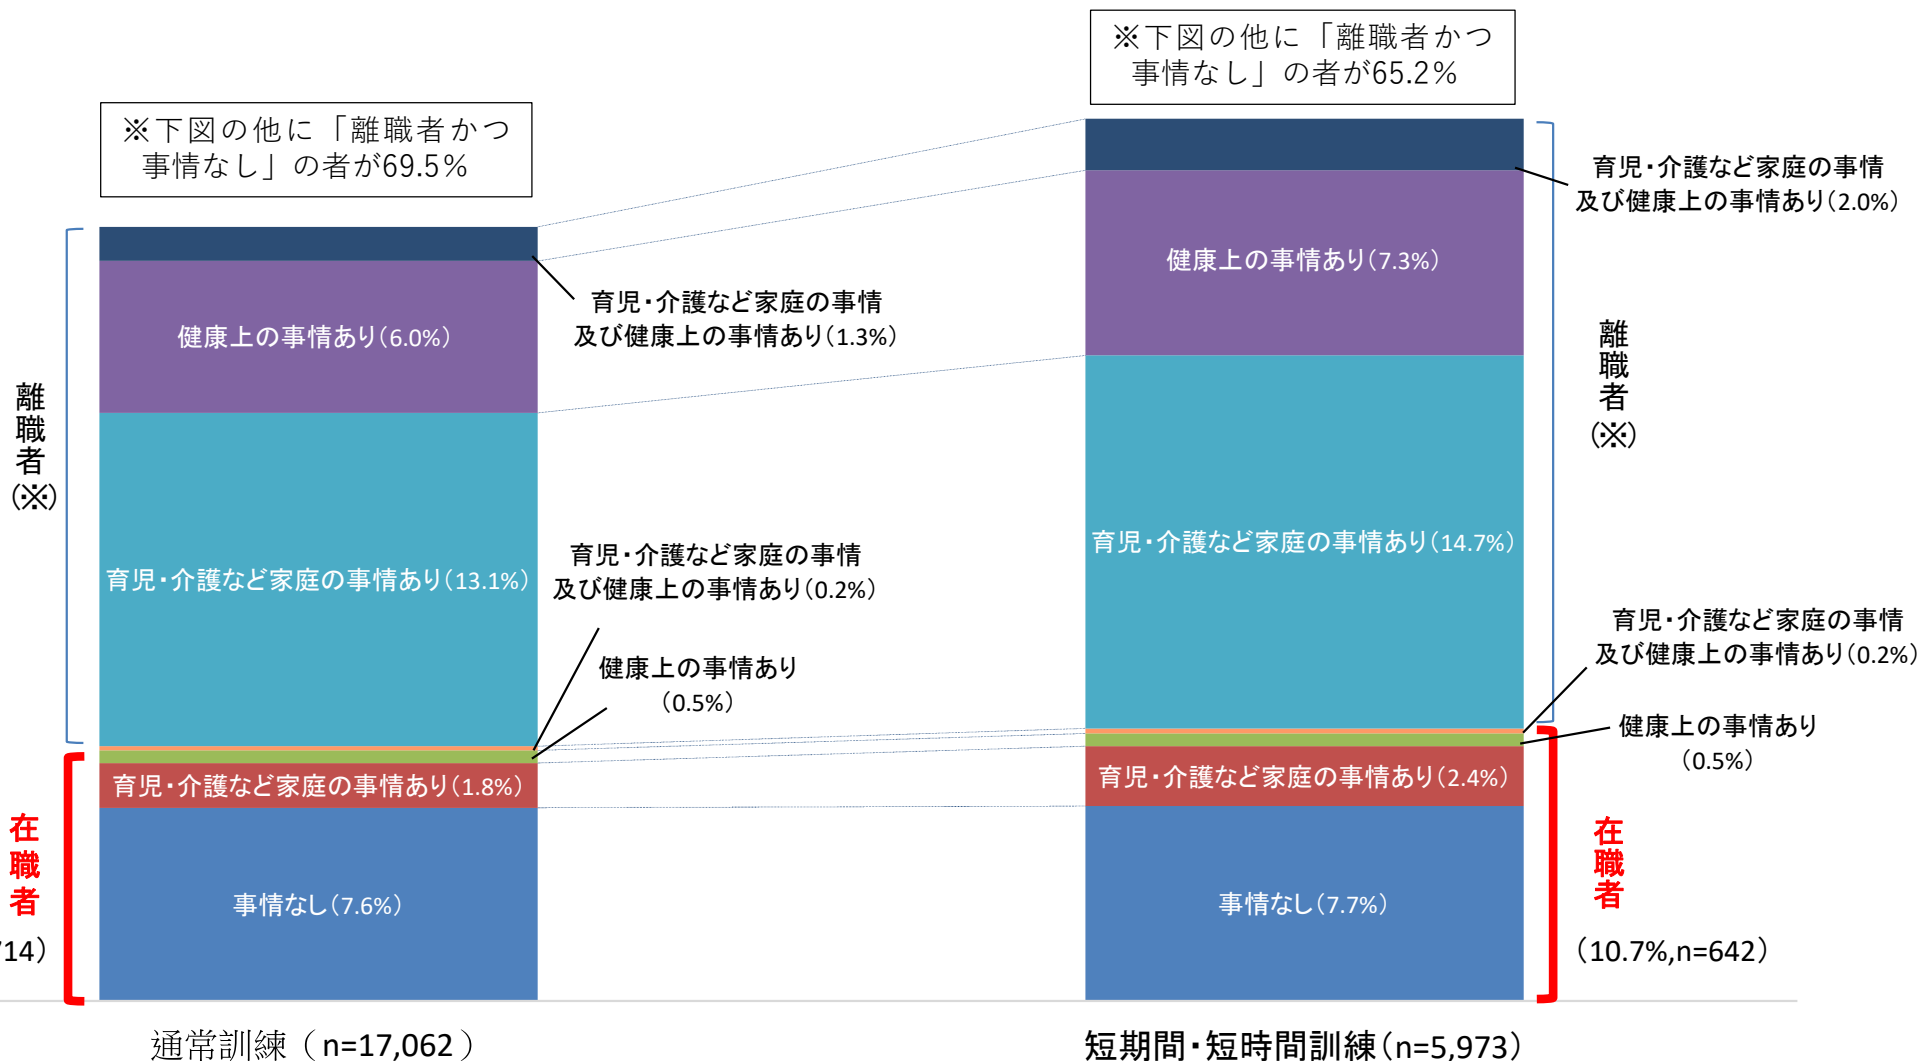 ※下図の他に「離職者かつ
事情なし」の者が69.5%
離職者
(※)
健康上の事情あり(6.0%)
育児・介護など家庭の事情あり(13.1%)
育児・介護など家庭の事情
及び健康上の事情あり(1.3%)
育児・介護など家庭の事情
及び健康上の事情あり(0.2%)
健康上の事情あり
(0.5%)
育児・介護など家庭の事情あり(1.8%)
事情なし(7.6%)
在職者
14)
通常訓練(n=17,062)
※下図の他に「離職者かつ
事情なし」の者が65.2%
育児・介護など家庭の事情
及び健康上の事情あり(2.0%)
健康上の事情あり(7.3%)
離職者
(※)
育児・介護など家庭の事情あり(14.7%)
育児・介護など家庭の事情
及び健康上の事情あり(0.2%)
健康上の事情あり
(0.5%)
育児・介護など家庭の事情あり(2.4%)
事情なし(7.7%)
在職者
(10.7%,n=642)
短期間・短時間訓練(n=5,973)